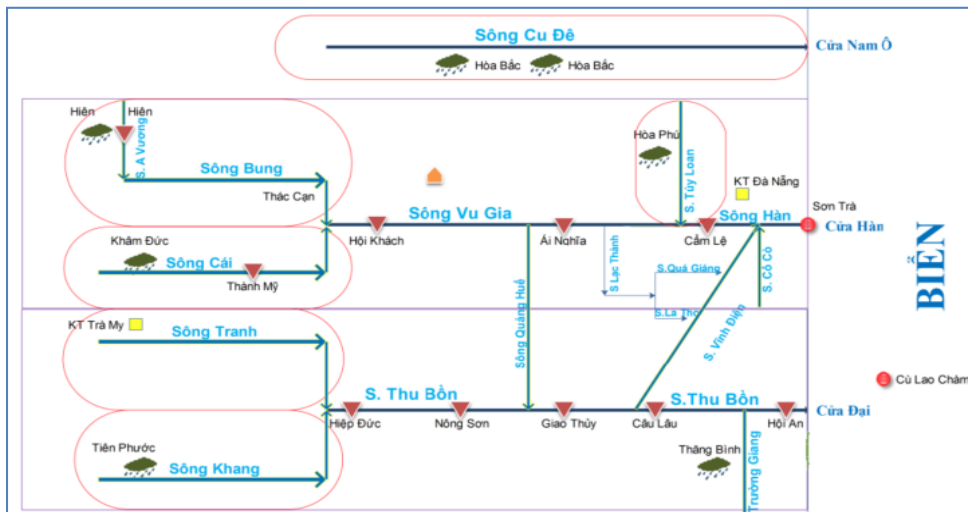 Sông Cu Đê
Cửa Nam Ô
Hòa Bắc
Hòa Bắc
Hiên
Hiên
S. A Vương
Sông Bung
Thác Cạn
Hòa Phú
S. Túy Loan
KT Đà Nẵng
Sơn Trà
Sông Vu Gia
Sông Hàn
Cửa Hàn
Hội Khách
Ái Nghĩa
Cẩm Lệ
Khâm Đức
Sông Cái
Thành Mỹ
S Lạc Thành
S.Quá Giáng
S.La Thọ
S. Cổ Cò
S. Vĩnh Điện
Sông Quảng Huế
BIỂN
KT Trà My
Sông Tranh
Cù Lao Chàm
S. Thu Bồn
S.Thu Bồn
Cửa Đại
Hiệp Đức
Nông Sơn
Giao Thủy
Câu Lâu
Hội An
Tiên Phước
Sông Khang
Thăng Bình
Trường Giang